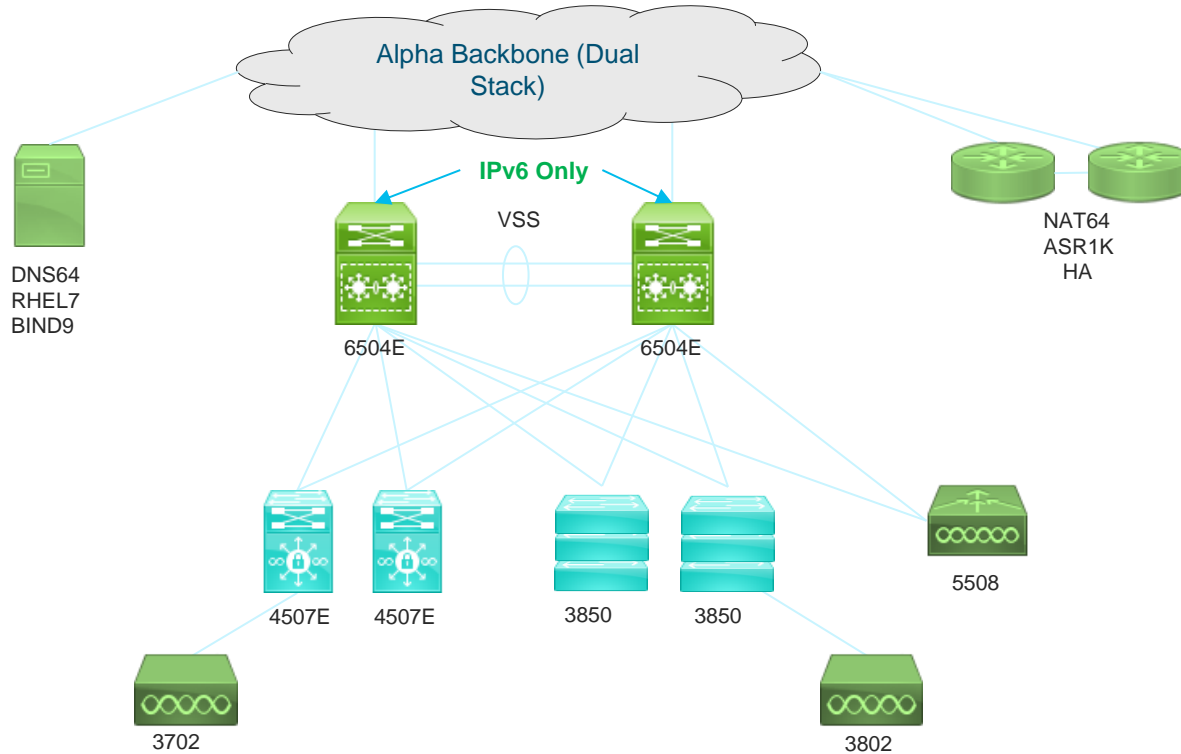 Alpha Backbone (Dual
Stack)
IPv6 Only
VSS
NAT64
ASR1K
HA
DNS64
RHEL7
BIND9
6504E
6504E
5508
4507E
4507E
3850
3850
3702
3802